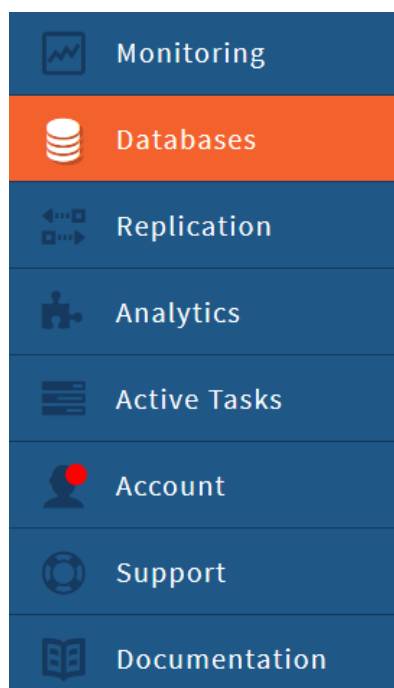 Monitoring
Databases
Replication
Analytics
Active Tasks
Account
Support
Documentation